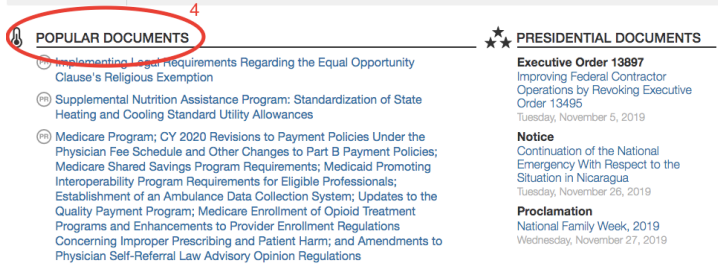 4
POPULAR DOCUMENTS
PR Implementing Legal Requirements Regarding the Equal Opportunity
Clause's Religious Exemption
PR Supplemental Nutrition Assistance Program: Standardization of State
Heating and Cooling Standard Utility Allowances
PR Medicare Program; CY 2020 Revisions to Payment Policies Under the
Physician Fee Schedule and Other Changes to Part B Payment Policies;
Medicare Shared Savings Program Requirements; Medicaid Promoting
Interoperability Program Requirements for Eligible Professionals;
Establishment of an Ambulance Data Collection System; Updates to the
Quality Payment Program; Medicare Enrollment of Opioid Treatment
Programs and Enhancements to Provider Enrollment Regulations
Concerning Improper Prescribing and Patient Harm; and Amendments to
Physician Self-Referral Law Advisory Opinion Regulations
PRESIDENTIAL DOCUMENTS
Executive Order 13897
Improving Federal Contractor
Operations by Revoking Executive
Order 13495
Tuesday, November 5, 2019
Notice
Continuation of the National
Emergency With Respect to the
Situation in Nicaragua
Tuesday, November 26, 2019
Proclamation
National Family Week, 2019
Wednesday, November 27, 2019